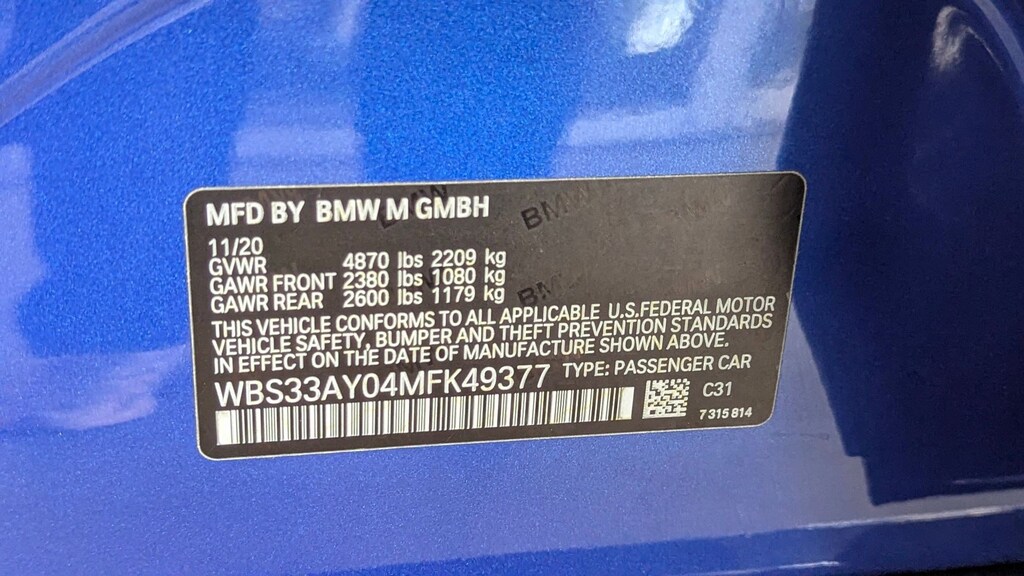 MFD BY BMW M GMBH
11/20
GVWR 4870 lbs 2209 kg
GAWR FRONT 2380 lbs 1080 kg
GAWR REAR 2600 lbs 1179 kg
THIS VEHICLE CONFORMS TO ALL APPLICABLE U.S.FEDERAL MOTOR
VEHICLE SAFETY, BUMPER AND THEFT PREVENTION STANDARDS
IN EFFECT ON THE DATE OF MANUFACTURE SHOWN ABOVE.
WBS33AY04MFK49377 TYPE: PASSENGER CAR
C31
7 315 814
BMW
BMW